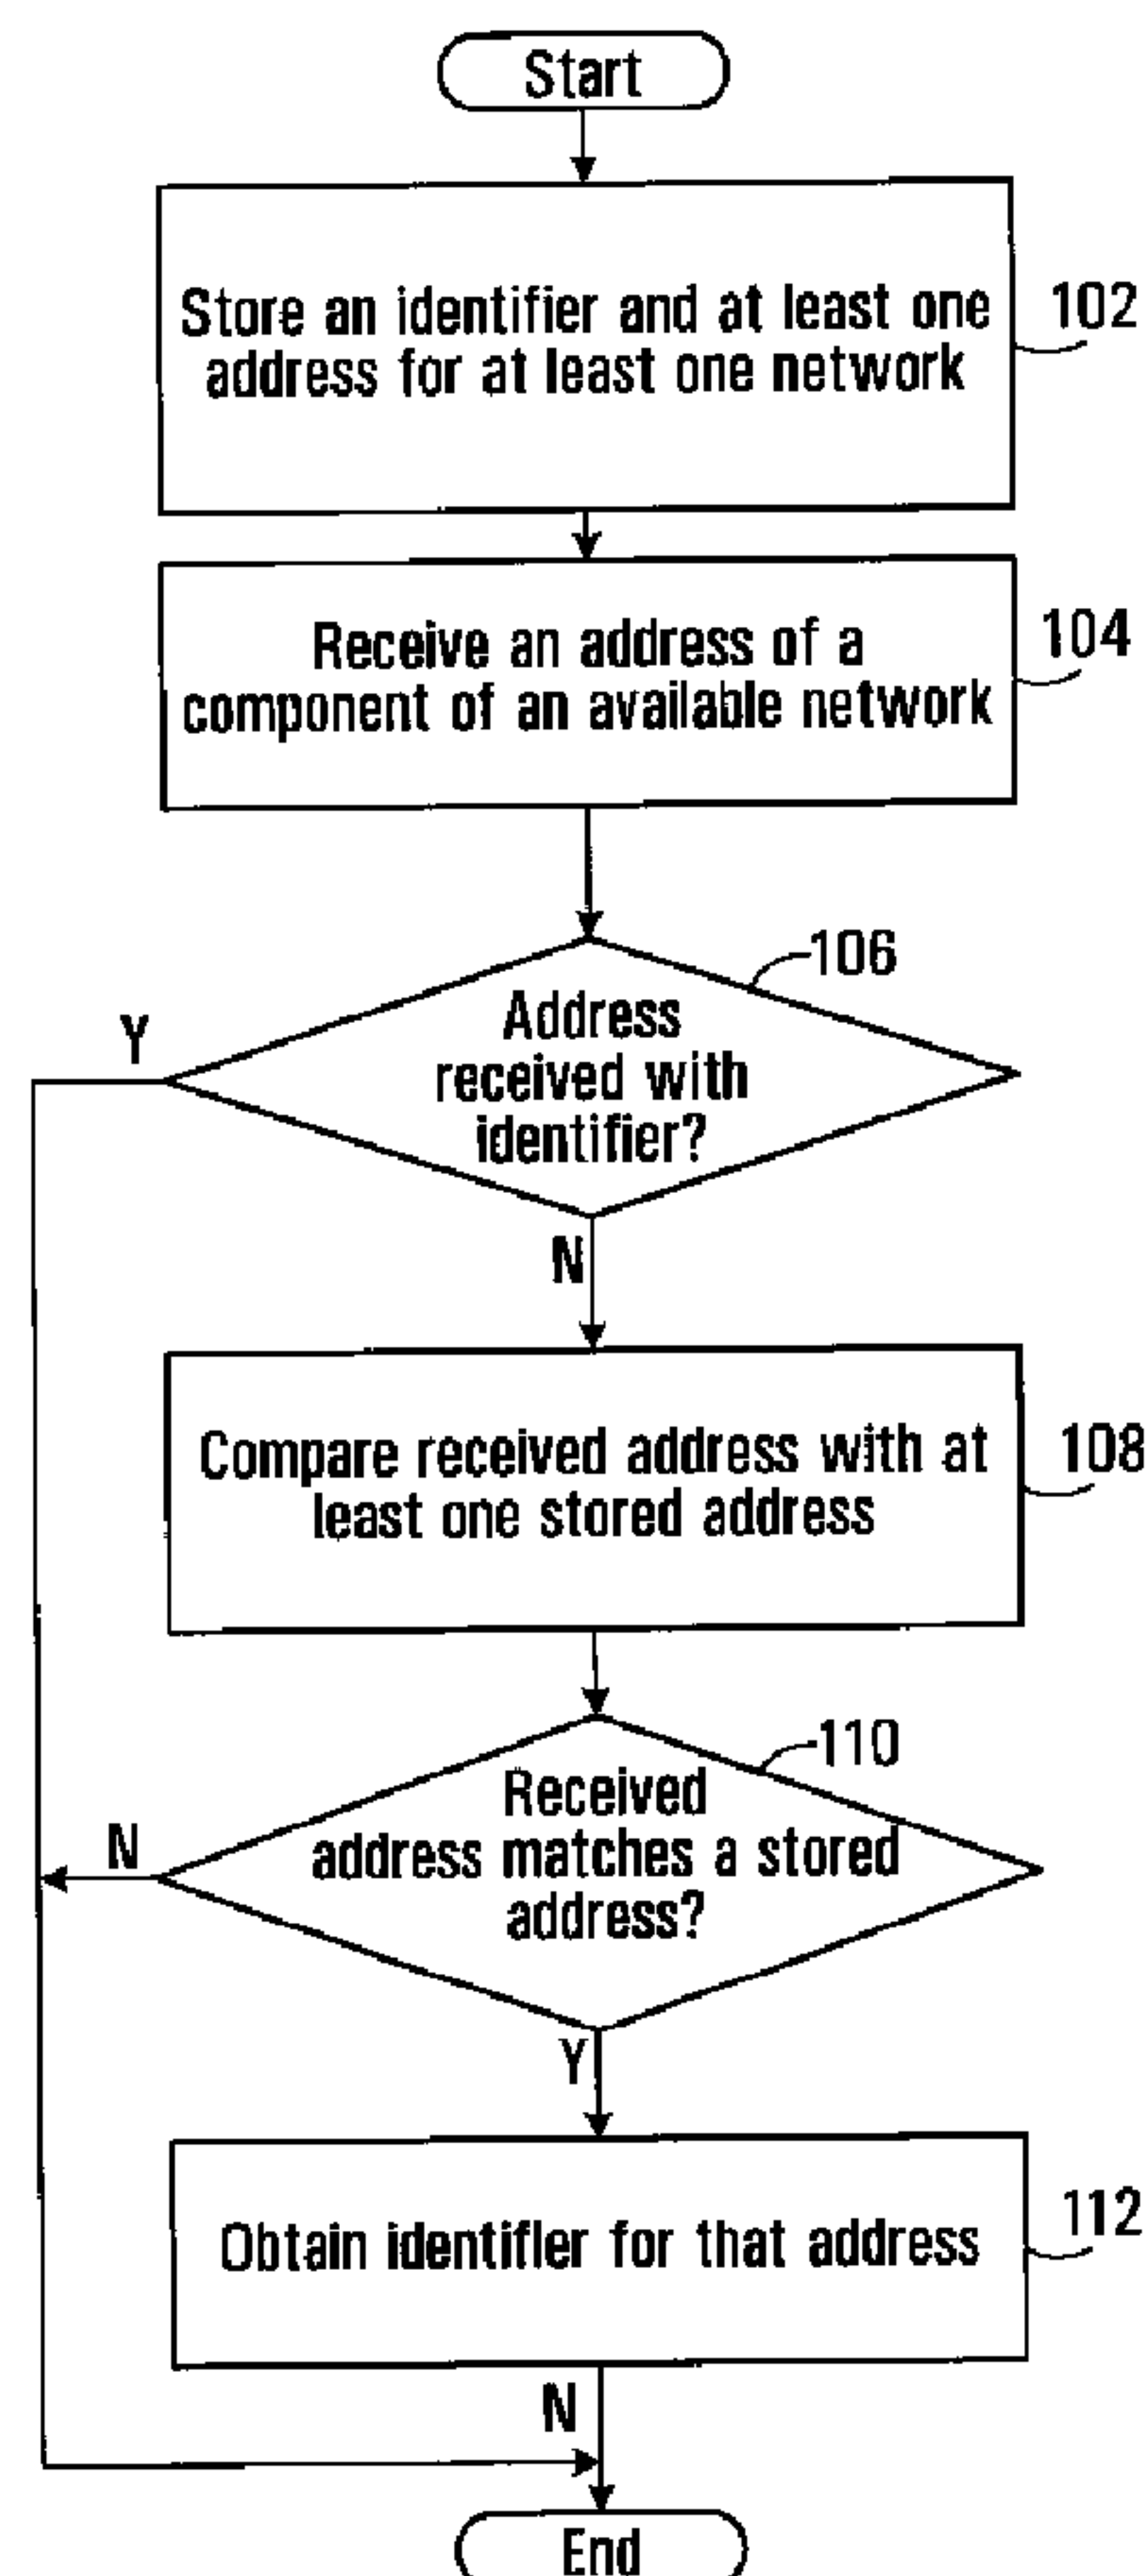 Start
Store an identifier and at least one
address for at least one network
102
Receive an address of a
component of an available network
104
106
Address
received with
identifier?
Y
N
Compare received address with at
least one stored address
108
110
Received
address matches a stored
address?
N
Y
Obtain identifier for that address
112
N
End